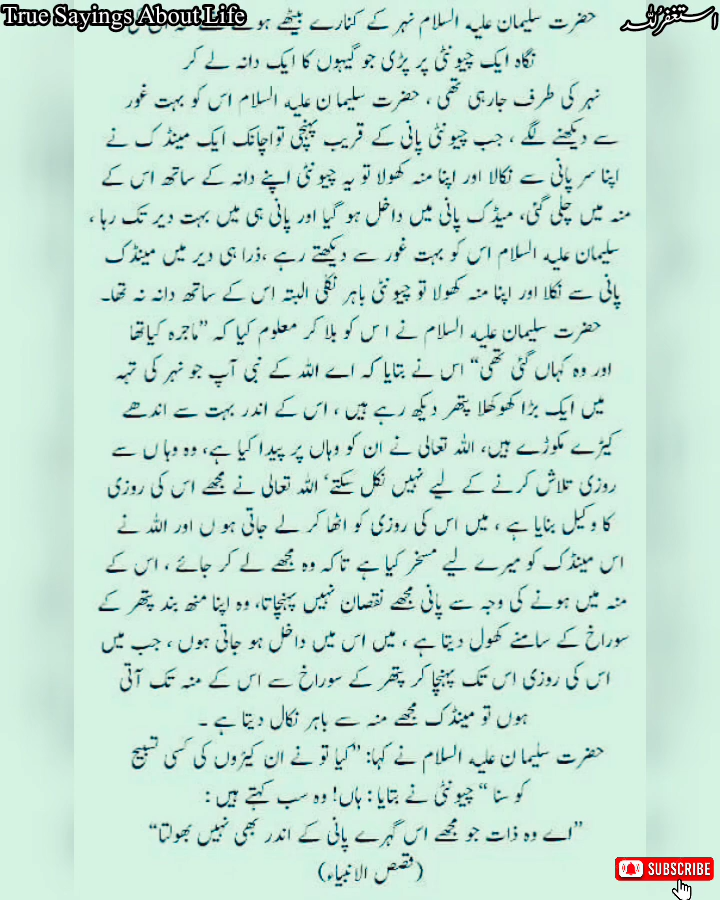 True Sayings About Life
استغفر اللہ
حضرت سلیمان علیہ السلام نہر کے کنارے بیٹھے
نگاہ ایک چیونٹی پر پڑی جو گیہوں کا ایک دانہ لے کر
نہر کی طرف جارہی تھی ، حضرت سلیما ن علیہ السلام اس کو بہت غور
سے دیکھنے لگے ، جب چیونٹی پانی کے قریب پہنچی تواچانک ایک مینڈ ک نے
اپنا سر پانی سے نکالا اور اپنا منہ کھولا تو یہ چیونٹی اپنے دانہ کے ساتھ اس کے
منہ میں چلی گئی، میڈک پانی میں داخل ہو گیا اور پانی ہی میں بہت دیر تک رہا ،
سلیمان علیہ السلام اس کو بہت غور سے دیکھتے رہے ،ذرا ہی دیر میں مینڈک
پانی سے نکلا اور اپنا منہ کھولا تو چیونٹی باہر نکلی البتہ اس کے ساتھ دانہ نہ تھا۔
حضرت سلیمان علیہ السلام نے ا س کو بلا کر معلوم کیا کہ ”ماجرہ کیاتھا
اور وہ کہاں گئی تھی“ اس نے بتایا کہ اے اللہ کے نبی آپ جو نہر کی تہہ
میں ایک بڑا کھوکھلا پتھر دیکھ رہے ہیں ، اس کے اندر بہت سے اندھے
کیڑے مکوڑے ہیں، اللہ تعالی نے ان کو وہاں پر پیدا کیا ہے، وہ وہا ں سے
روزی تلاش کرنے کے لیے نہیں نکل سکتے‘ اللہ تعالی نے مجھے اس کی روزی
کا وکیل بنایا ہے ، میں اس کی روزی کو اٹھا کر لے جاتی ہو ں اور اللہ نے
اس مینڈک کو میرے لیے مسخر کیا ہے تاکہ وہ مجھے لے کر جائے ، اس کے
منہ میں ہونے کی وجہ سے پانی مجھے نقصان نہیں پہنچاتا، وہ اپنا منھ بند پتھر کے
سوراخ کے سامنے کھول دیتا ہے ، میں اس میں داخل ہو جاتی ہوں ، جب میں
اس کی روزی اس تک پہنچا کر پتھر کے سوراخ سے اس کے منہ تک آتی
ہوں تو مینڈک مجھے منہ سے باہر نکال دیتا ہے ۔
حضرت سلیما ن علیہ السلام نے کہا: ”کیا تو نے ان کیڑوں کی کسی تسبیح
کو سنا “ چیونٹی نے بتایا : ہاں! وہ سب کہتے ہیں :
”اے وہ ذات جو مجھے اس گہرے پانی کے اندر بھی نہیں بھولتا“
(قصص الانبیاء)
SUBSCRIBE